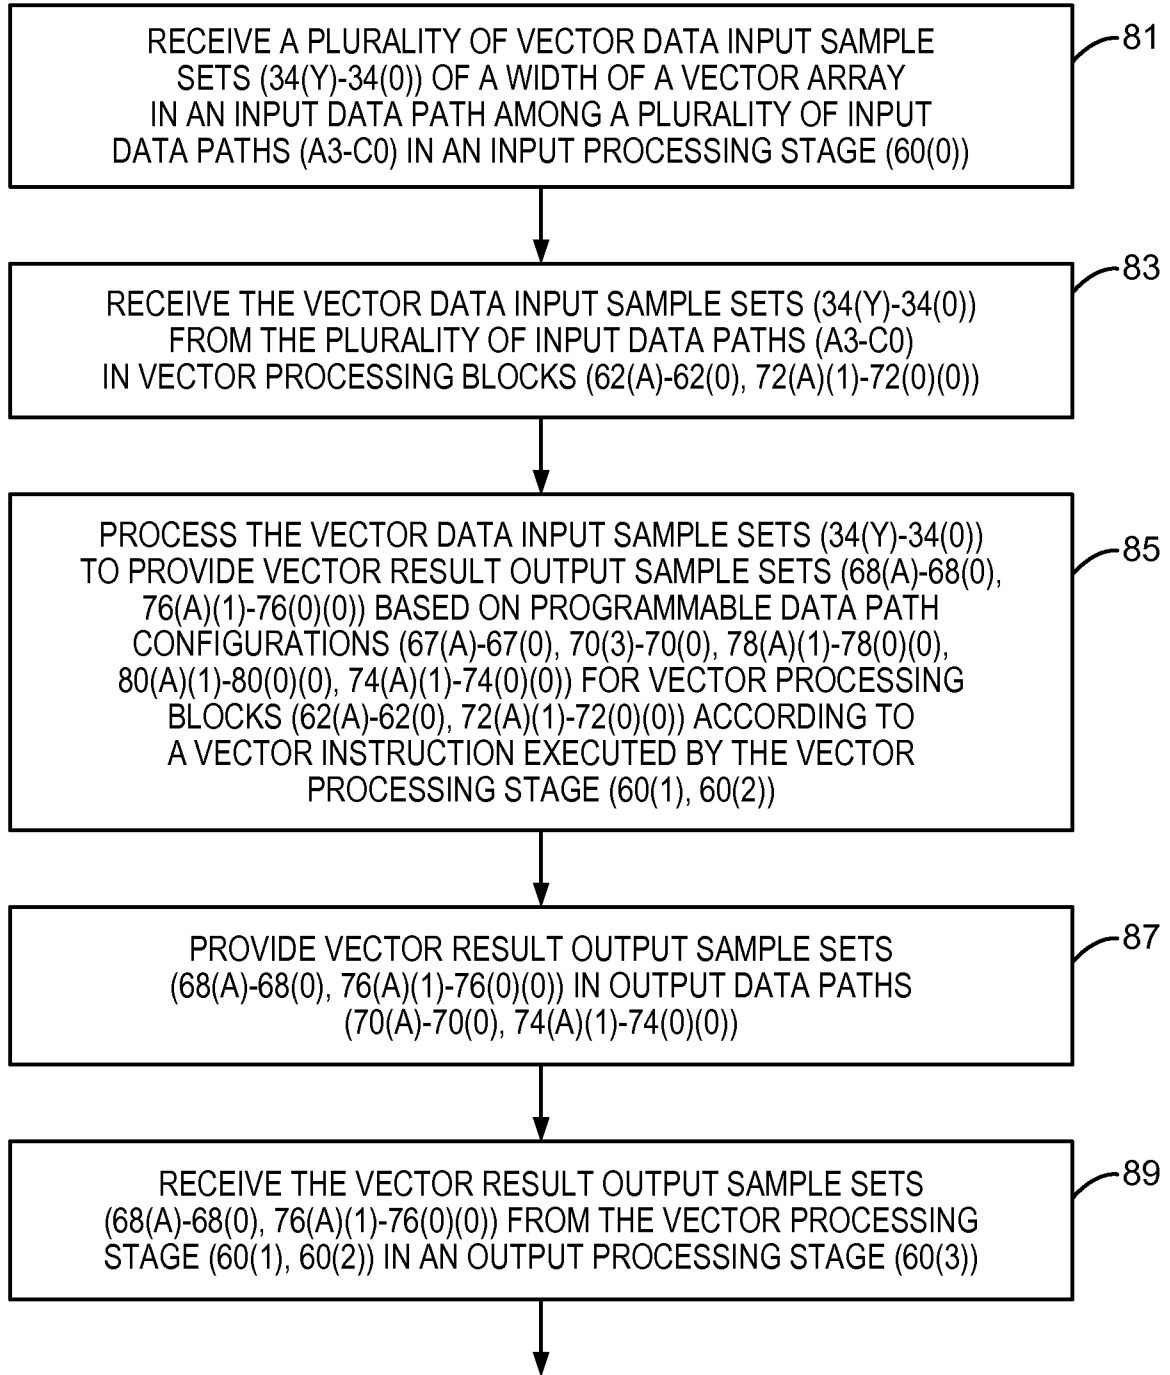 RECEIVE A PLURALITY OF VECTOR DATA INPUT SAMPLE
SETS (34(Y)-34(0)) OF A WIDTH OF A VECTOR ARRAY
IN AN INPUT DATA PATH AMONG A PLURALITY OF INPUT
DATA PATHS (A3-C0) IN AN INPUT PROCESSING STAGE (60(0))
81
RECEIVE THE VECTOR DATA INPUT SAMPLE SETS (34(Y)-34(0))
FROM THE PLURALITY OF INPUT DATA PATHS (A3-C0)
IN VECTOR PROCESSING BLOCKS (62(A)-62(0), 72(A)(1)-72(0)(0))
83
PROCESS THE VECTOR DATA INPUT SAMPLE SETS (34(Y)-34(0))
TO PROVIDE VECTOR RESULT OUTPUT SAMPLE SETS (68(A)-68(0),
76(A)(1)-76(0)(0)) BASED ON PROGRAMMABLE DATA PATH
CONFIGURATIONS (67(A)-67(0), 70(3)-70(0), 78(A)(1)-78(0)(0),
80(A)(1)-80(0)(0), 74(A)(1)-74(0)(0)) FOR VECTOR PROCESSING
BLOCKS (62(A)-62(0), 72(A)(1)-72(0)(0)) ACCORDING TO
A VECTOR INSTRUCTION EXECUTED BY THE VECTOR
PROCESSING STAGE (60(1), 60(2))
85
PROVIDE VECTOR RESULT OUTPUT SAMPLE SETS
(68(A)-68(0), 76(A)(1)-76(0)(0)) IN OUTPUT DATA PATHS
(70(A)-70(0), 74(A)(1)-74(0)(0))
87
RECEIVE THE VECTOR RESULT OUTPUT SAMPLE SETS
(68(A)-68(0), 76(A)(1)-76(0)(0)) FROM THE VECTOR PROCESSING
STAGE (60(1), 60(2)) IN AN OUTPUT PROCESSING STAGE (60(3))
89